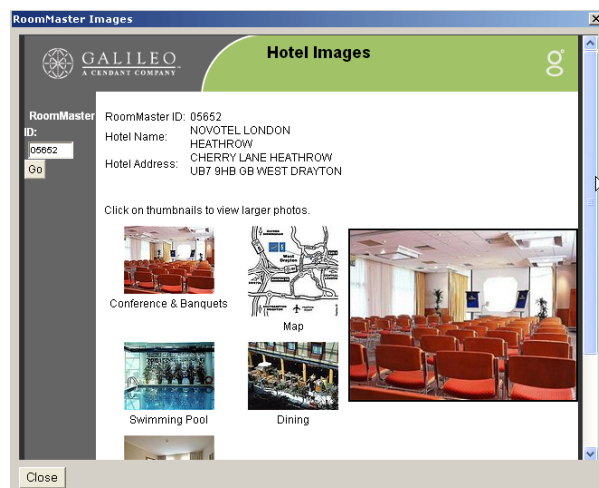 RoomMaster Images
GALILEO
A CENDANT COMPANY
Hotel Images
g
RoomMaster
ID:
05652
Go
RoomMaster ID: 05652
Hotel Name: NOVOTEL LONDON
HEATHROW
Hotel Address: CHERRY LANE HEATHROW
UB7 9HB GB WEST DRAYTON
Click on thumbnails to view larger photos.
West
Drayton
Conference & Banquets
Map
Swimming Pool
Dining
Close